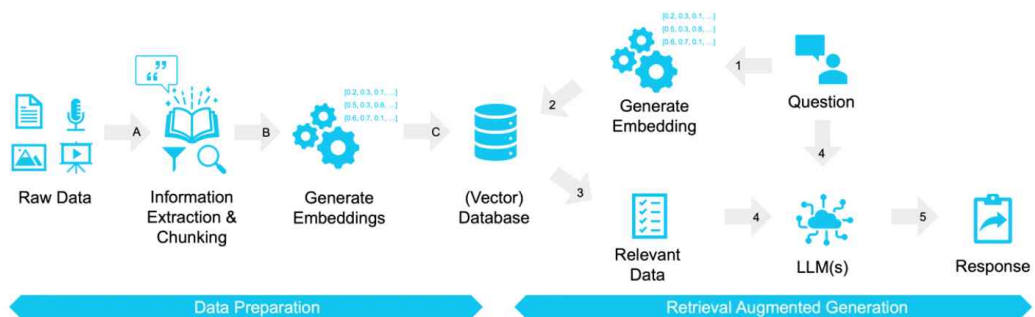 [0.2, 0.3, 0.1, ...]
[0.5, 0.3, 0.8, ...]
[0.6, 0.7, 0.1, ...]
1
Generate
Embedding
Question
2
4
A
B
[0.2, 0.3, 0.1, ...]
[0.5, 0.3, 0.8, ...]
[0.6, 0.7, 0.1, ...]
C
Raw Data
Information
Extraction &
Chunking
Generate
Embeddings
(Vector)
Database
3
4
5
Relevant
Data
LLM(s)
Response
Data Preparation
Retrieval Augmented Generation